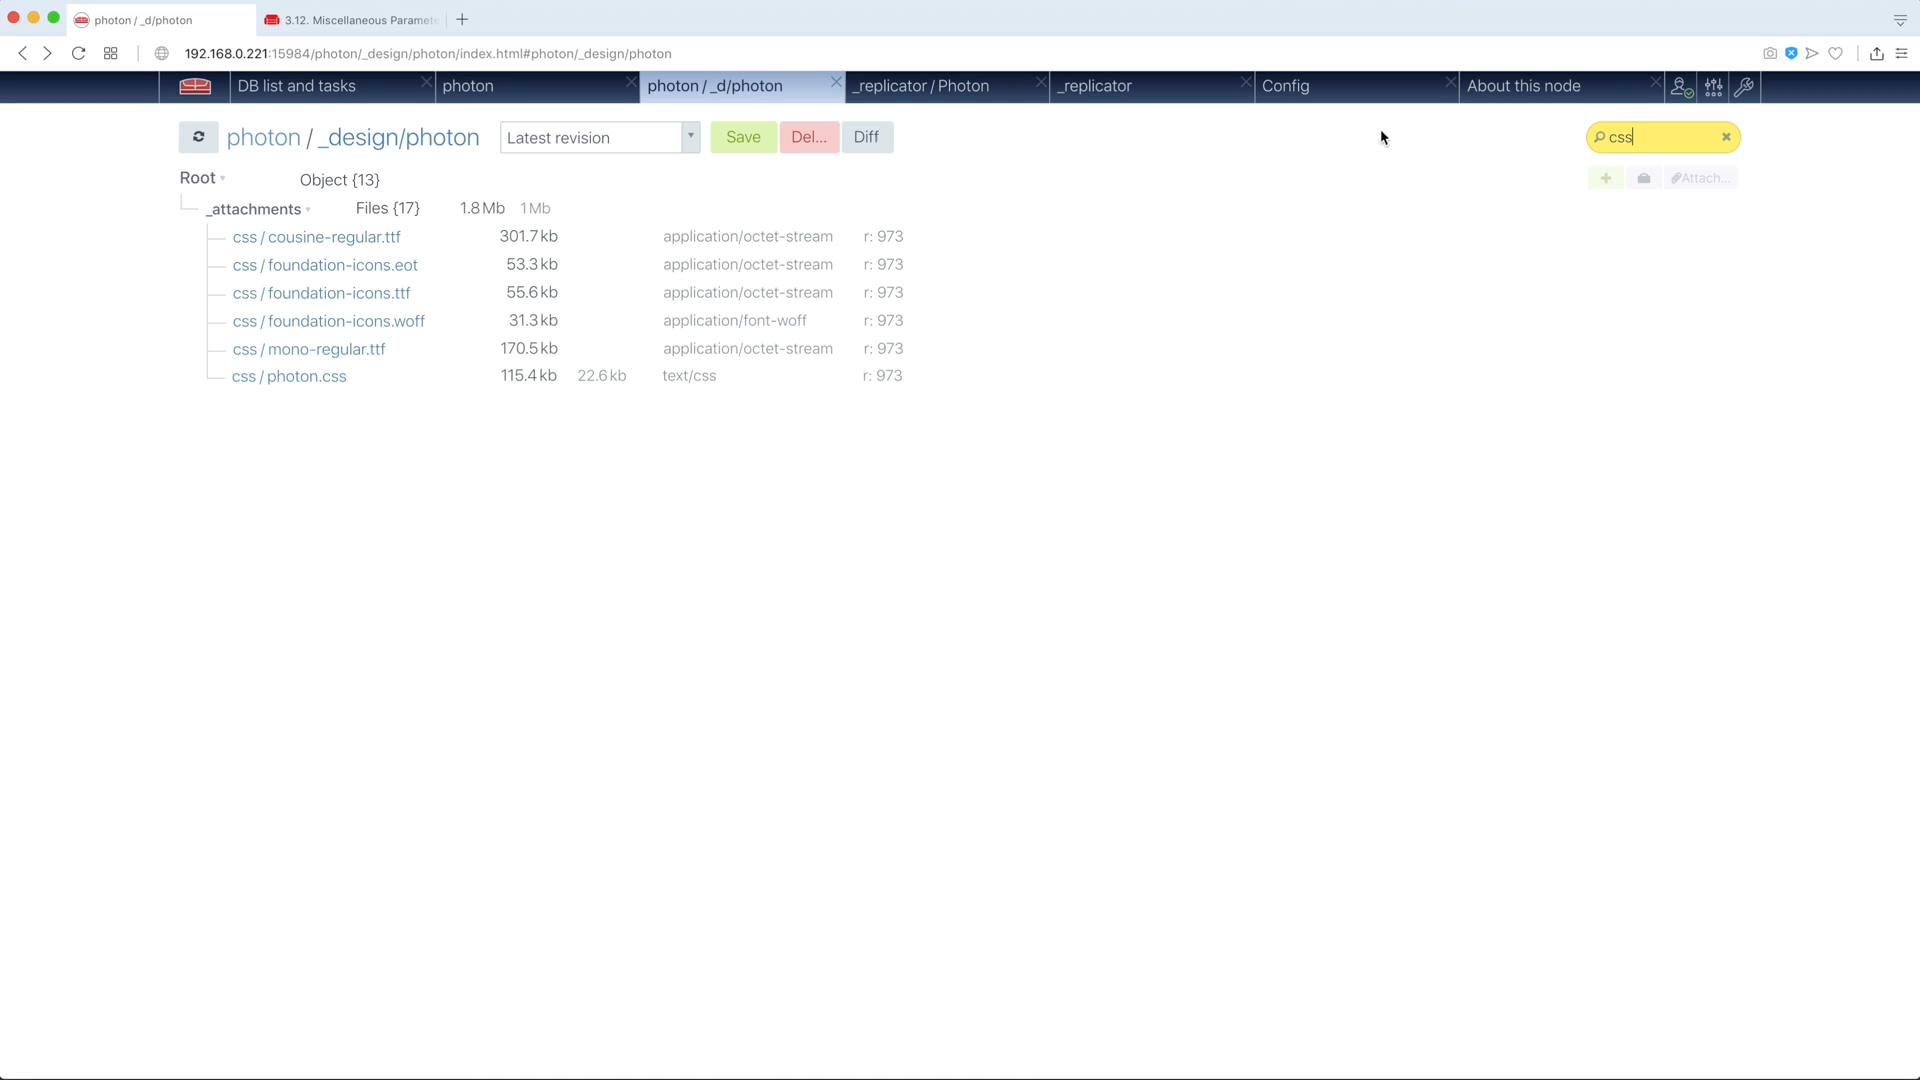 photon / _d/photon
3.12. Miscellaneous Paramete
192.168.0.221:15984/photon/_design/photon/index.html#photon/_design/photon
DB list and tasks
photon
photon / _d/photon
_replicator / Photon
_replicator
Config
About this node
photon / _design/photon
Latest revision
Save
Del...
Diff
css
Root
Object {13}
Attach...
_attachments Files {17} 1.8 Mb 1 Mb
css / cousine-regular.ttf 301.7 kb application/octet-stream r: 973
css / foundation-icons.eot 53.3 kb application/octet-stream r: 973
css / foundation-icons.ttf 55.6 kb application/octet-stream r: 973
css / foundation-icons.woff 31.3 kb application/font-woff r: 973
css / mono-regular.ttf 170.5 kb application/octet-stream r: 973
css / photon.css 115.4 kb 22.6 kb text/css r: 973